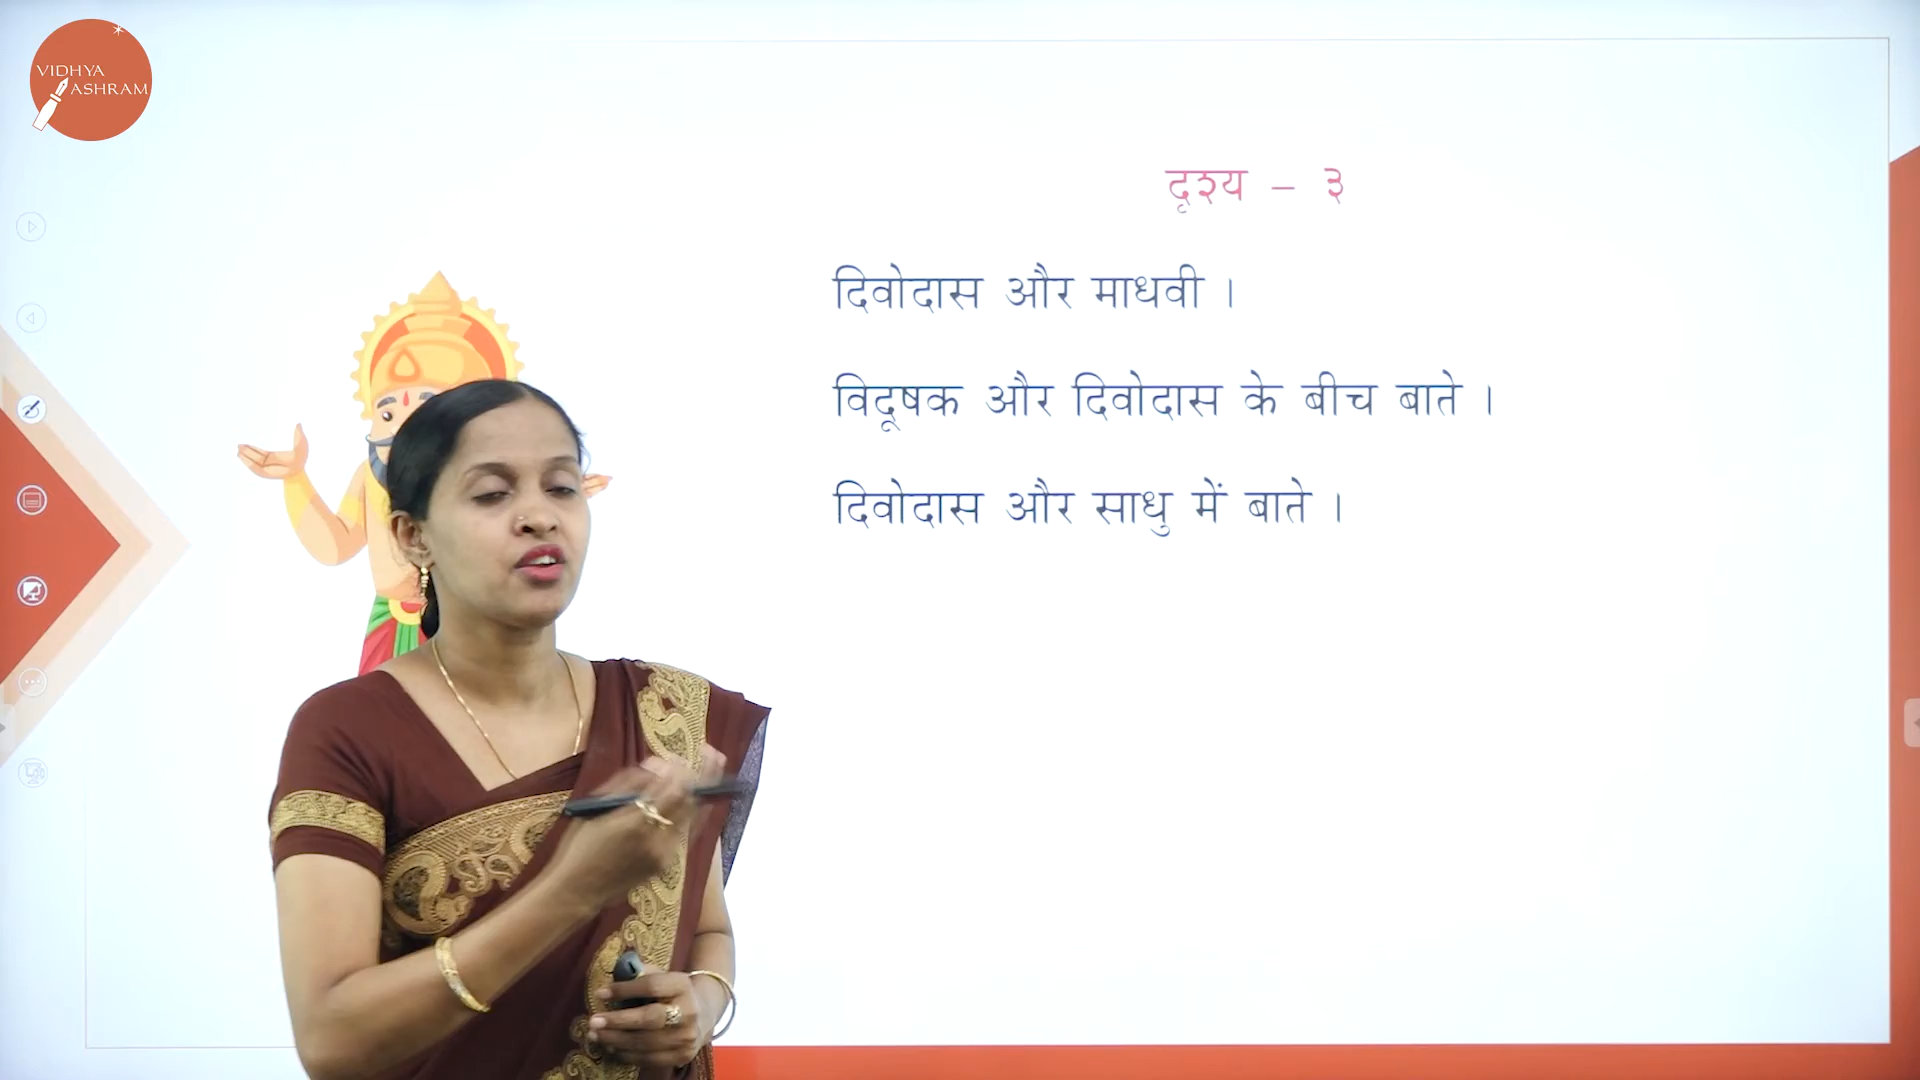 VIDHYA
ASHRAM
दृश्य – ३
दिवोदास और माधवी ।
विदूषक और दिवोदास के बीच बाते ।
दिवोदास और साधु में बाते ।